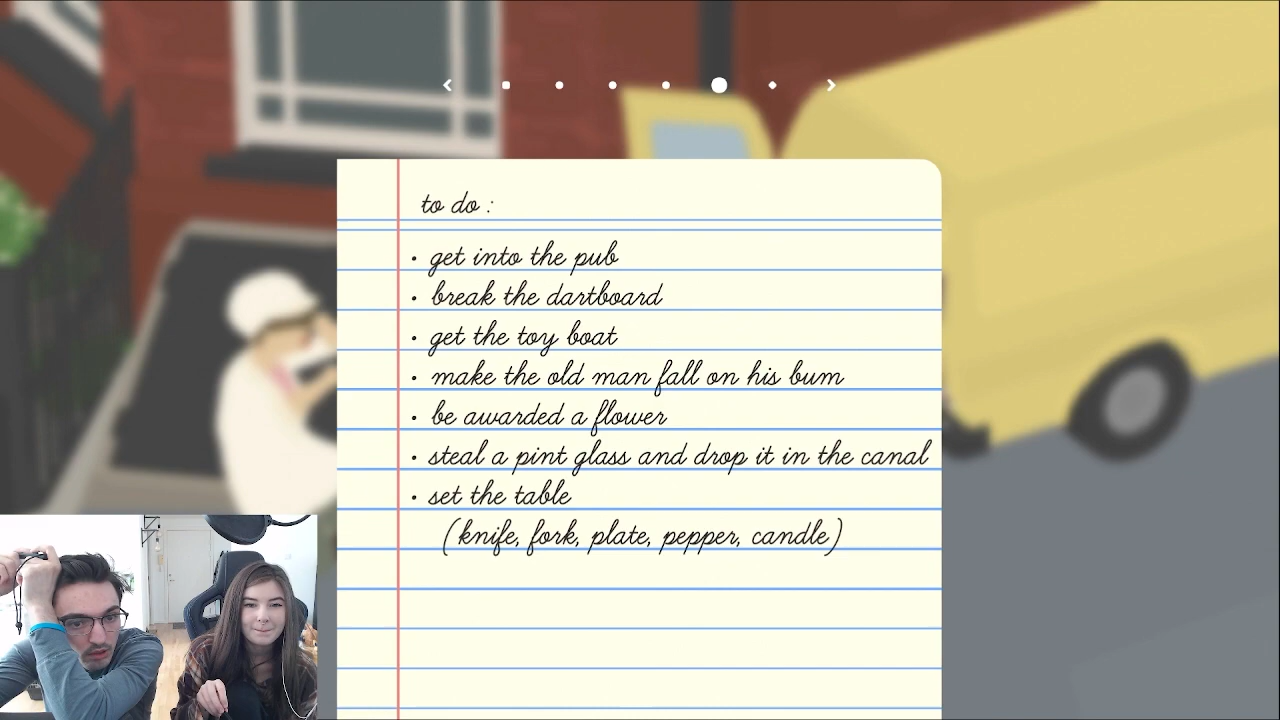 to do :
• get into the pub
• break the dartboard
• get the toy boat
• make the old man fall on his bum
• be awarded a flower
• steal a pint glass and drop it in the canal
• set the table
(knife, fork, plate, pepper, candle)